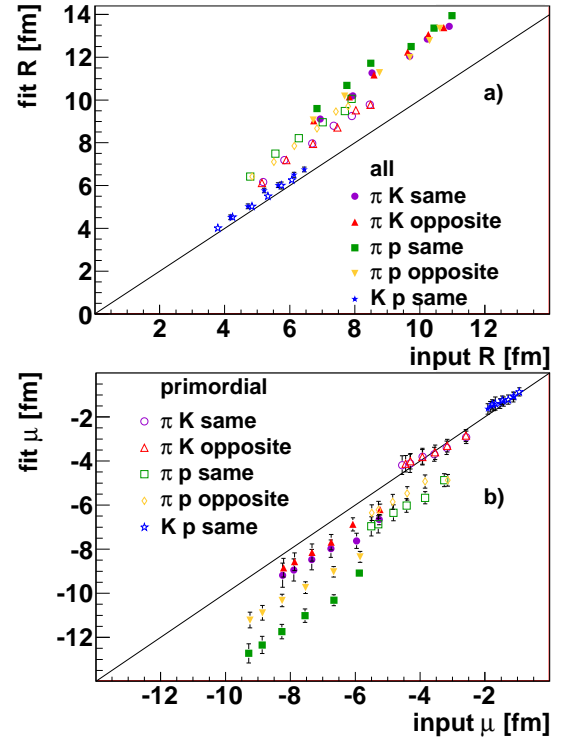 14
12
10
8
6
4
2
0
fit R [fm]
a)
all
π K same
π K opposite
π p same
π p opposite
K p same
2 4 6 8 10 12
input R [fm]
-2
-4
-6
-8
-10
-12
fit μ [fm]
primordial
π K same
π K opposite
π p same
π p opposite
K p same
b)
-12 -10 -8 -6 -4 -2
input μ [fm]